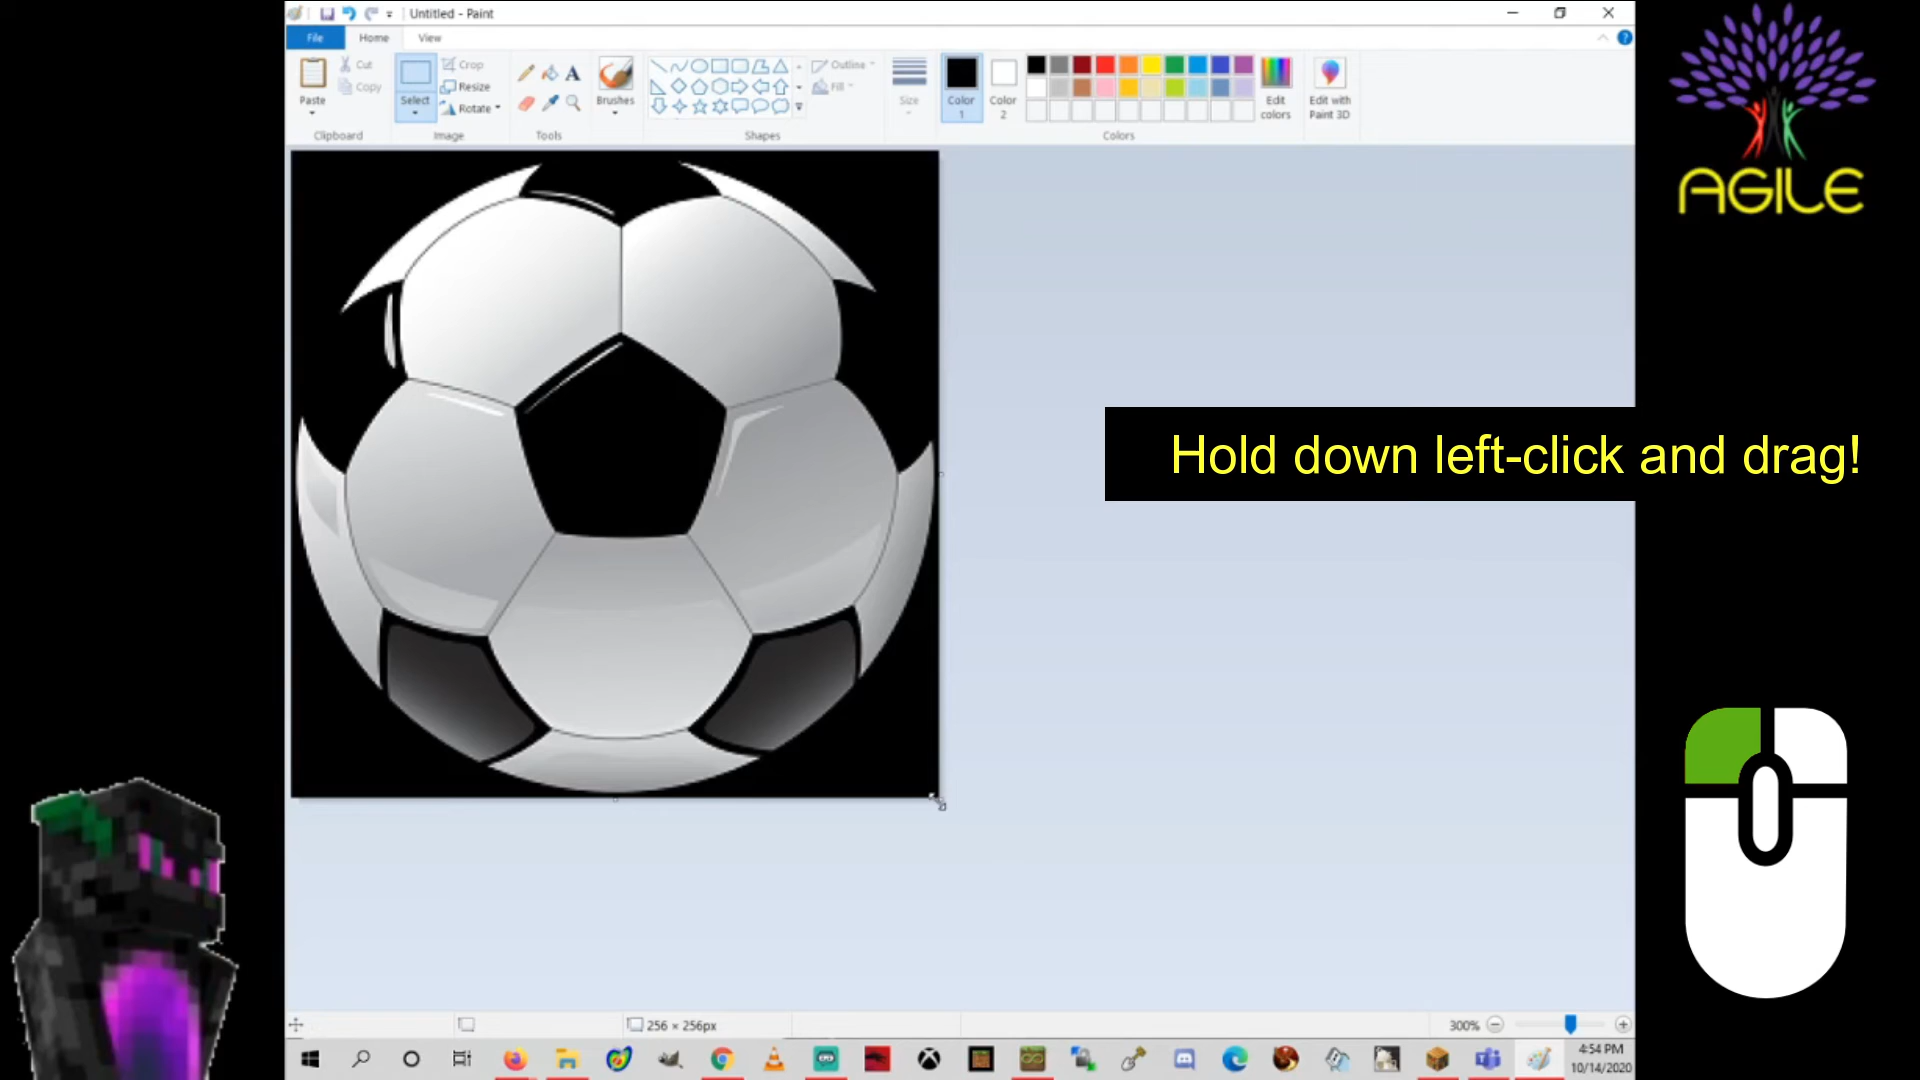 Untitled - Paint
File
Home
View
Paste
Cut
Copy
Clipboard
Select
Crop
Resize
Rotate
Image
Tools
Brushes
Outline
Fill
Shapes
Size
Color
1
Color
2
Edit
colors
Colors
Edit with
Paint 3D
AGILE
Hold down left-click and drag!
256 × 256px
300%
4:54 PM
10/14/2020